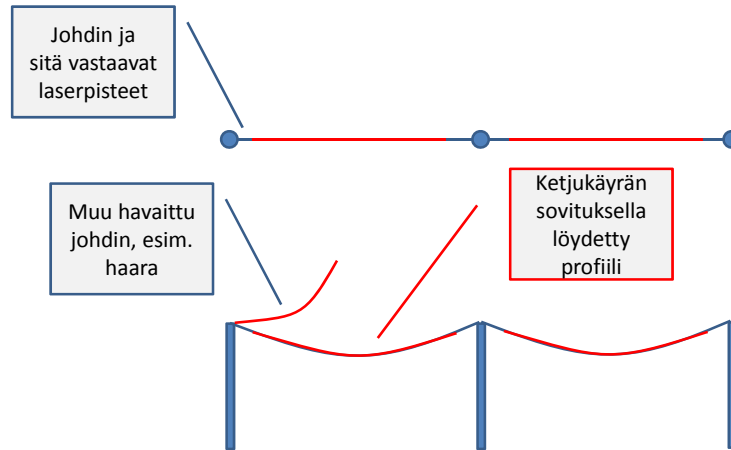 Johdin ja
sitä vastaavat
laserpisteet
Muu havaittu
johdin, esim.
haara
Ketjukäyrän
sovituksella
löydetty
profiili